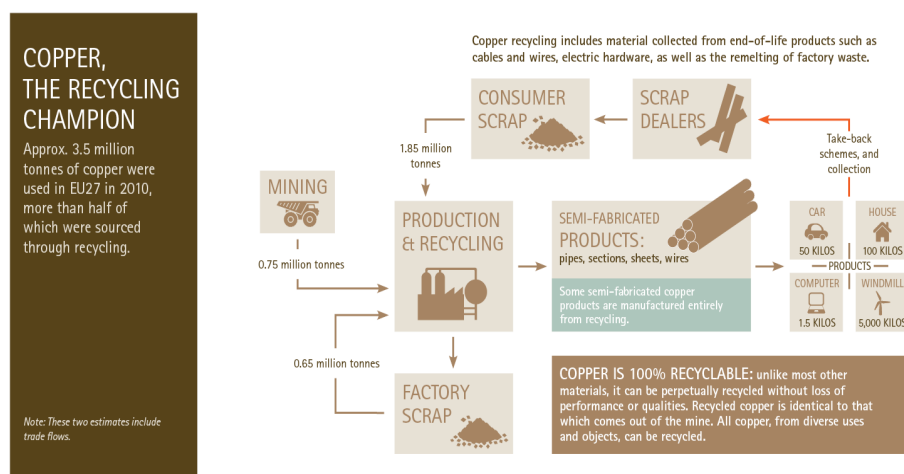 COPPER,
THE RECYCLING
CHAMPION
Approx. 3.5 million
tonnes of copper were
used in EU27 in 2010,
more than half of
which were sourced
through recycling.
Note: These two estimates include
trade flows.
Copper recycling includes material collected from end-of-life products such as
cables and wires, electric hardware, as well as the remelting of factory waste.
CONSUMER
SCRAP
SCRAP
DEALERS
1.85 million
tonnes
Take-back
schemes, and
collection
MINING
0.75 million tonnes
PRODUCTION
& RECYCLING
SEMI-FABRICATED
PRODUCTS:
pipes, sections, sheets, wires
Some semi-fabricated copper
products are manufactured entirely
from recycling.
CAR
50 KILOS
HOUSE
100 KILOS
PRODUCTS
COMPUTER
1.5 KILOS
WINDMILL
5,000 KILOS
0.65 million tonnes
FACTORY
SCRAP
COPPER IS 100% RECYCLABLE: unlike most other
materials, it can be perpetually recycled without loss of
performance or qualities. Recycled copper is identical to that
which comes out of the mine. All copper, from diverse uses
and objects, can be recycled.